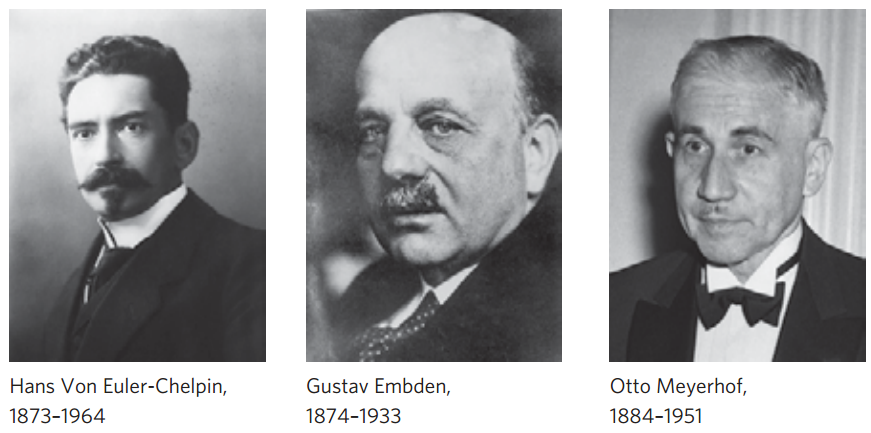 Hans Von Euler-Chelpin,
1873–1964
Gustav Embden,
1874–1933
Otto Meyerhof,
1884–1951